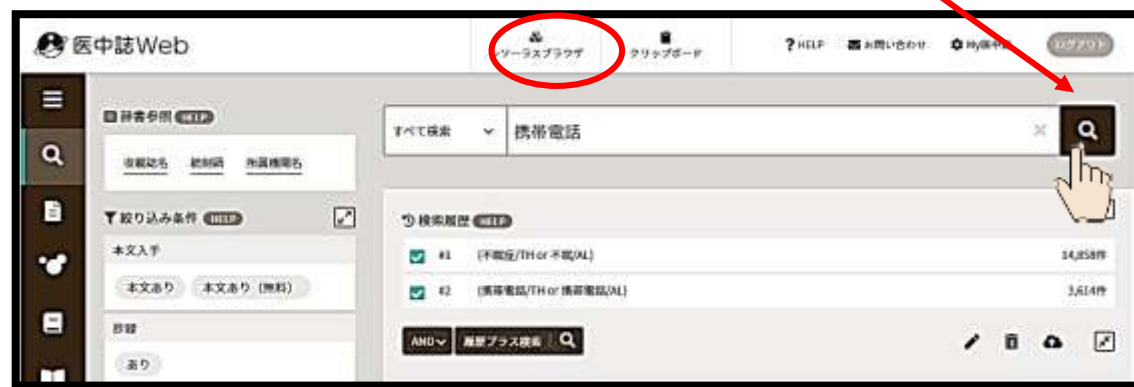 医中誌Web
シソーラスブラウザ
クリップボード
? HELP
お問い合わせ
My医中誌
ログアウト
辞書参照 HELP
すべて検索
携帯電話
収載誌名 統制語 所属機関名
絞り込み条件 HELP
検索履歴 HELP
本文入手
#1 (不眠症/TH or 不眠/AL) 14,858件
本文あり 本文あり (無料)
#2 (携帯電話/TH or 携帯電話/AL) 3,614件
抄録
AND 履歴プラス検索
あり